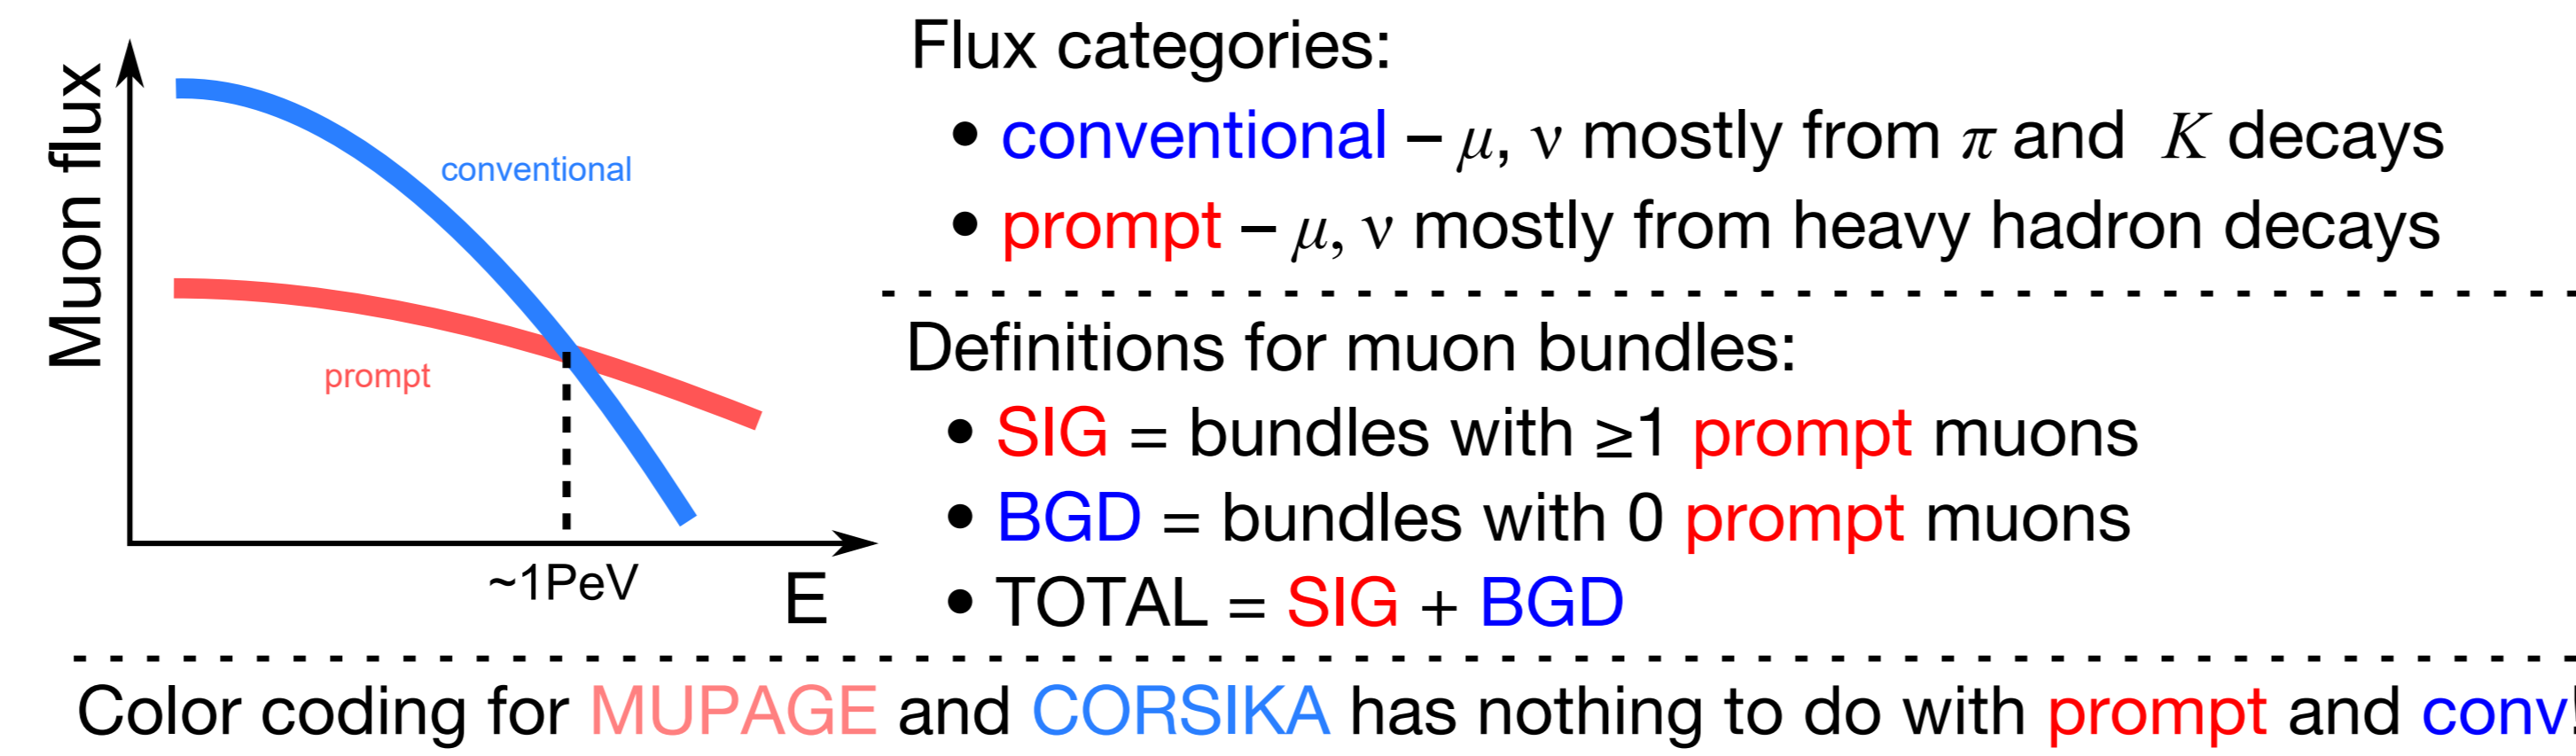 Muon flux
conventional
prompt
~1PeV
E
Flux categories:
• conventional – μ, ν mostly from π and K decays
• prompt – μ, ν mostly from heavy hadron decays
Definitions for muon bundles:
• SIG = bundles with ≥1 prompt muons
• BGD = bundles with 0 prompt muons
• TOTAL = SIG + BGD
Color coding for MUPAGE and CORSIKA has nothing to do with prompt and conv!